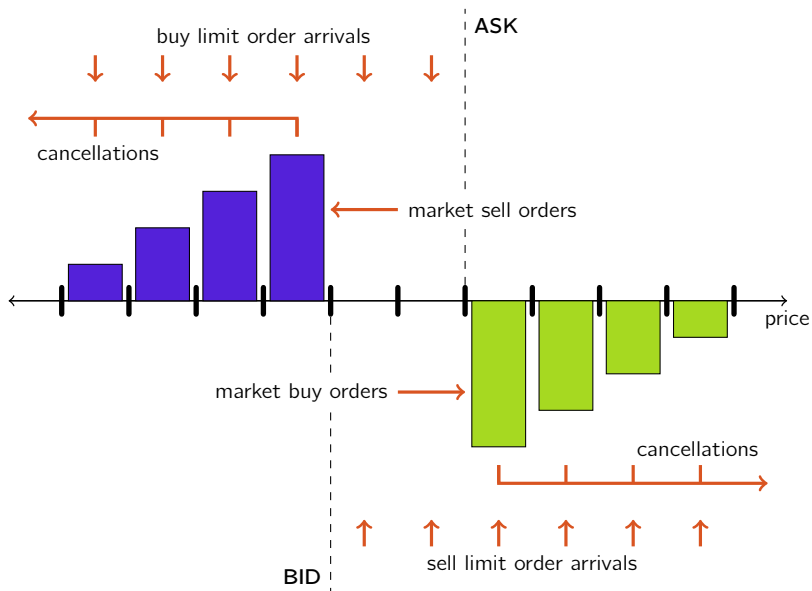 ASK
buy limit order arrivals
cancellations
market sell orders
price
market buy orders
cancellations
sell limit order arrivals
BID